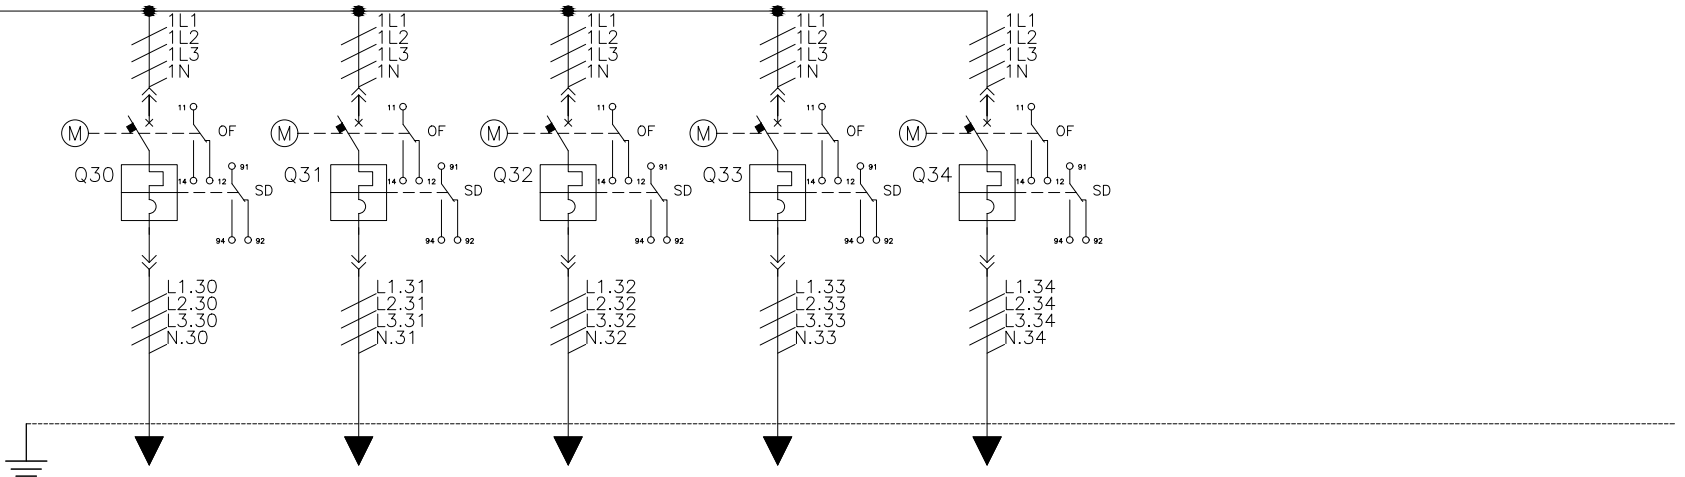 1L1 1L1 1L1 1L1 1L1
1L2 1L2 1L2 1L2 1L2
1L3 1L3 1L3 1L3 1L3
1N 1N 1N 1N 1N
11 11 11 11 11
M OF M OF M OF M OF M OF
91 91 91 91 91
Q30 14 12 Q31 14 12 Q32 14 12 Q33 14 12 Q34 14 12
SD SD SD SD SD
94 92 94 92 94 92 94 92 94 92
L1.30 L1.31 L1.32 L1.33 L1.34
L2.30 L2.31 L2.32 L2.33 L2.34
L3.30 L3.31 L3.32 L3.33 L3.34
N.30 N.31 N.32 N.33 N.34